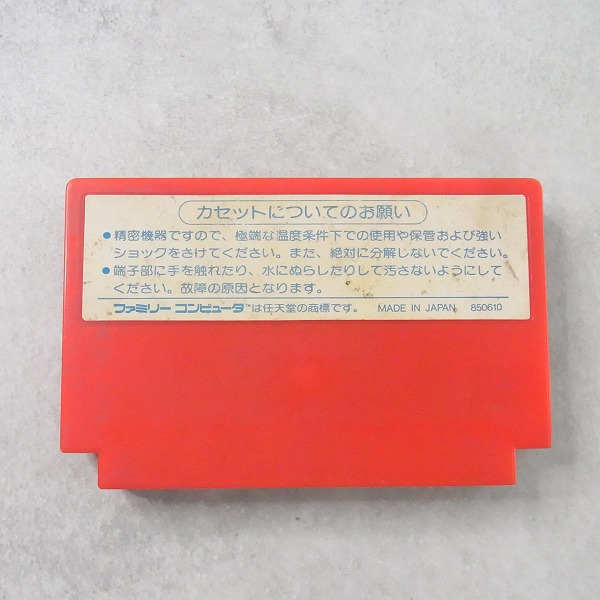 カセットについてのお願い
●精密機器ですので、極端な温度条件下での使用や保管および強い
ショックをさけてください。また、絶対に分解しないでください。
●端子部に手を触れたり、水にぬらしたりして汚さないようにして
ください。故障の原因となります。
ファミリー コンピュータ™は任天堂の商標です。 MADE IN JAPAN 850610